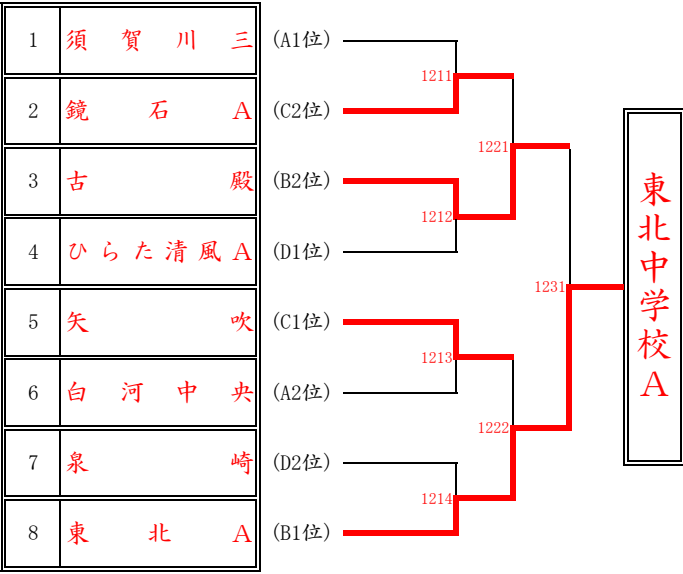 1 須賀川三 (A1位)
1211
2 鏡石A (C2位)
1221
3 古殿 (B2位)
1212
4 ひらた清風A (D1位)
1231
5 矢吹 (C1位)
1213
6 白河中央 (A2位)
1222
7 泉崎 (D2位)
1214
8 東北A (B1位)
東北中学校A